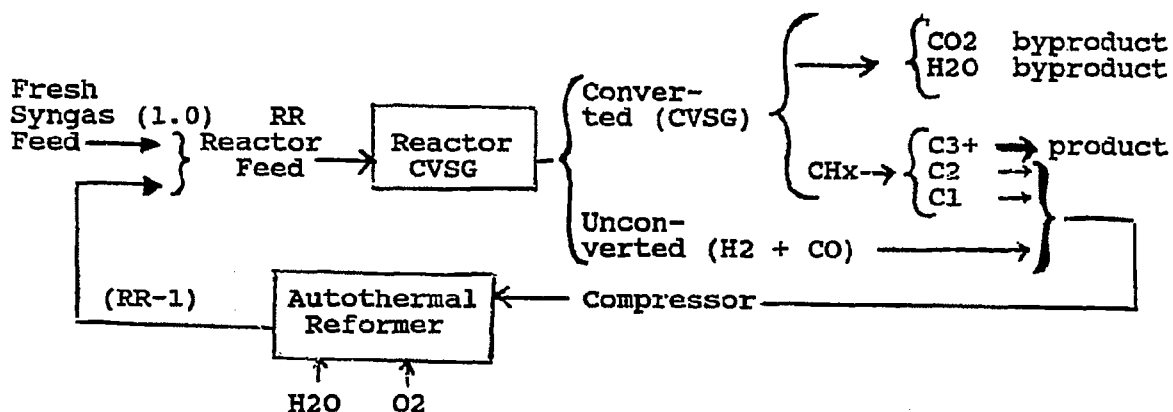 CO2 byproduct
H2O byproduct
Fresh
Syngas (1.0)
Feed
RR
Reactor
Feed
Reactor
CVSG
Conver-
ted (CVSG)
CHx
C3+ product
C2
C1
Uncon-
verted (H2 + CO)
(RR-1)
Autothermal
Reformer
Compressor
H2O O2